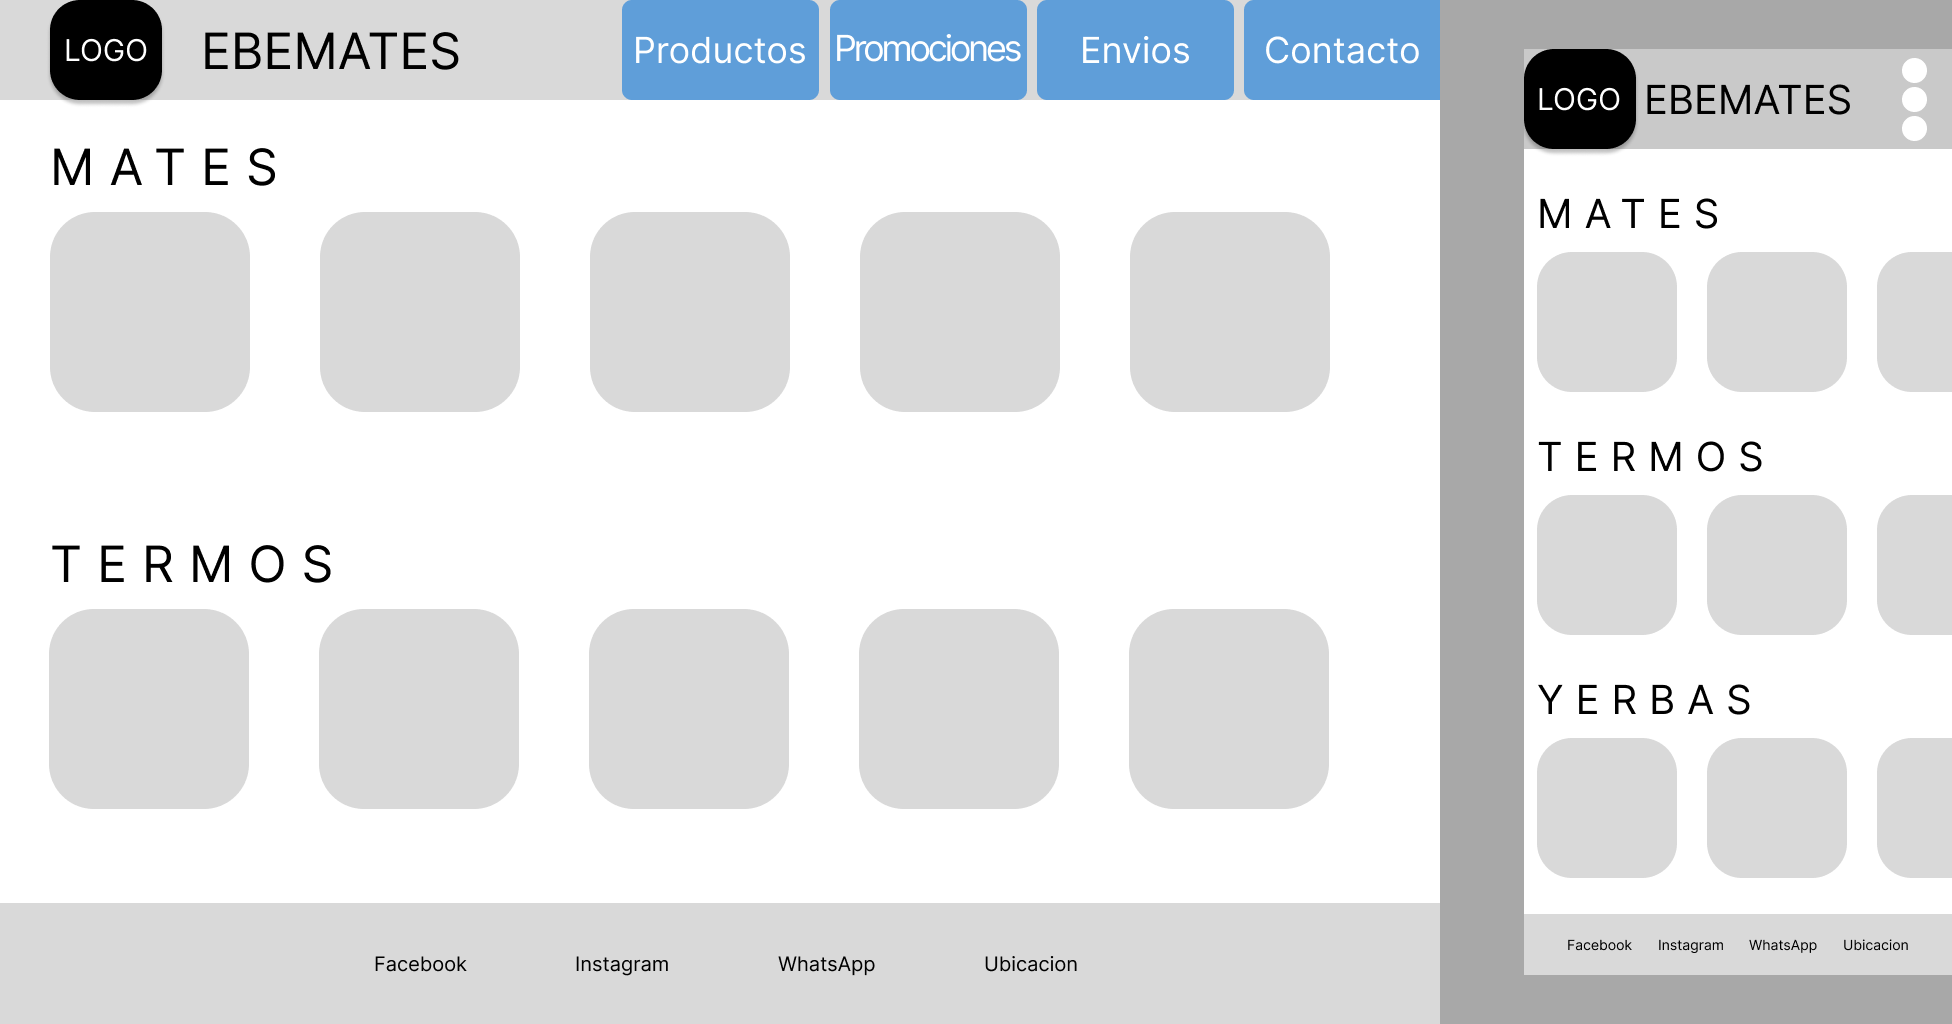 LOGO
EBEMATES
Productos
Promociones
Envios
Contacto
MATES
TERMOS
Facebook
Instagram
WhatsApp
Ubicacion
LOGO
EBEMATES
MATES
TERMOS
YERBAS
Facebook
Instagram
WhatsApp
Ubicacion